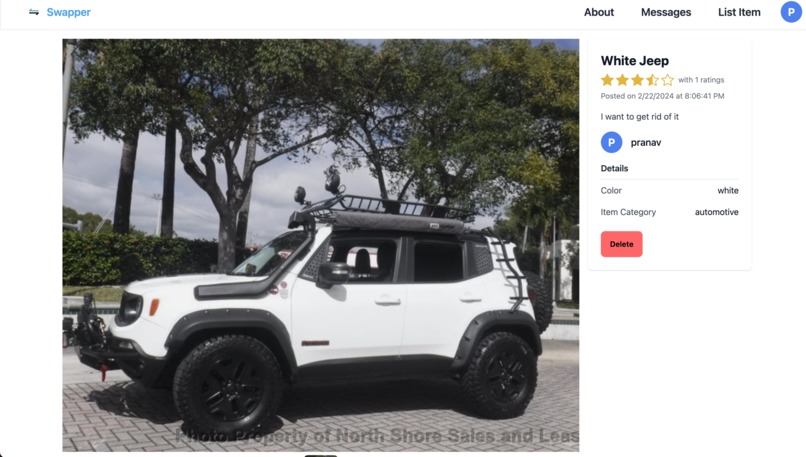 Swapper
About
Messages
List Item
P
White Jeep
with 1 ratings
Posted on 2/22/2024 at 8:06:41 PM
I want to get rid of it
P
pranav
Details
Color
white
Item Category
automotive
Delete
Photo Property of North Shore Sales and Leas